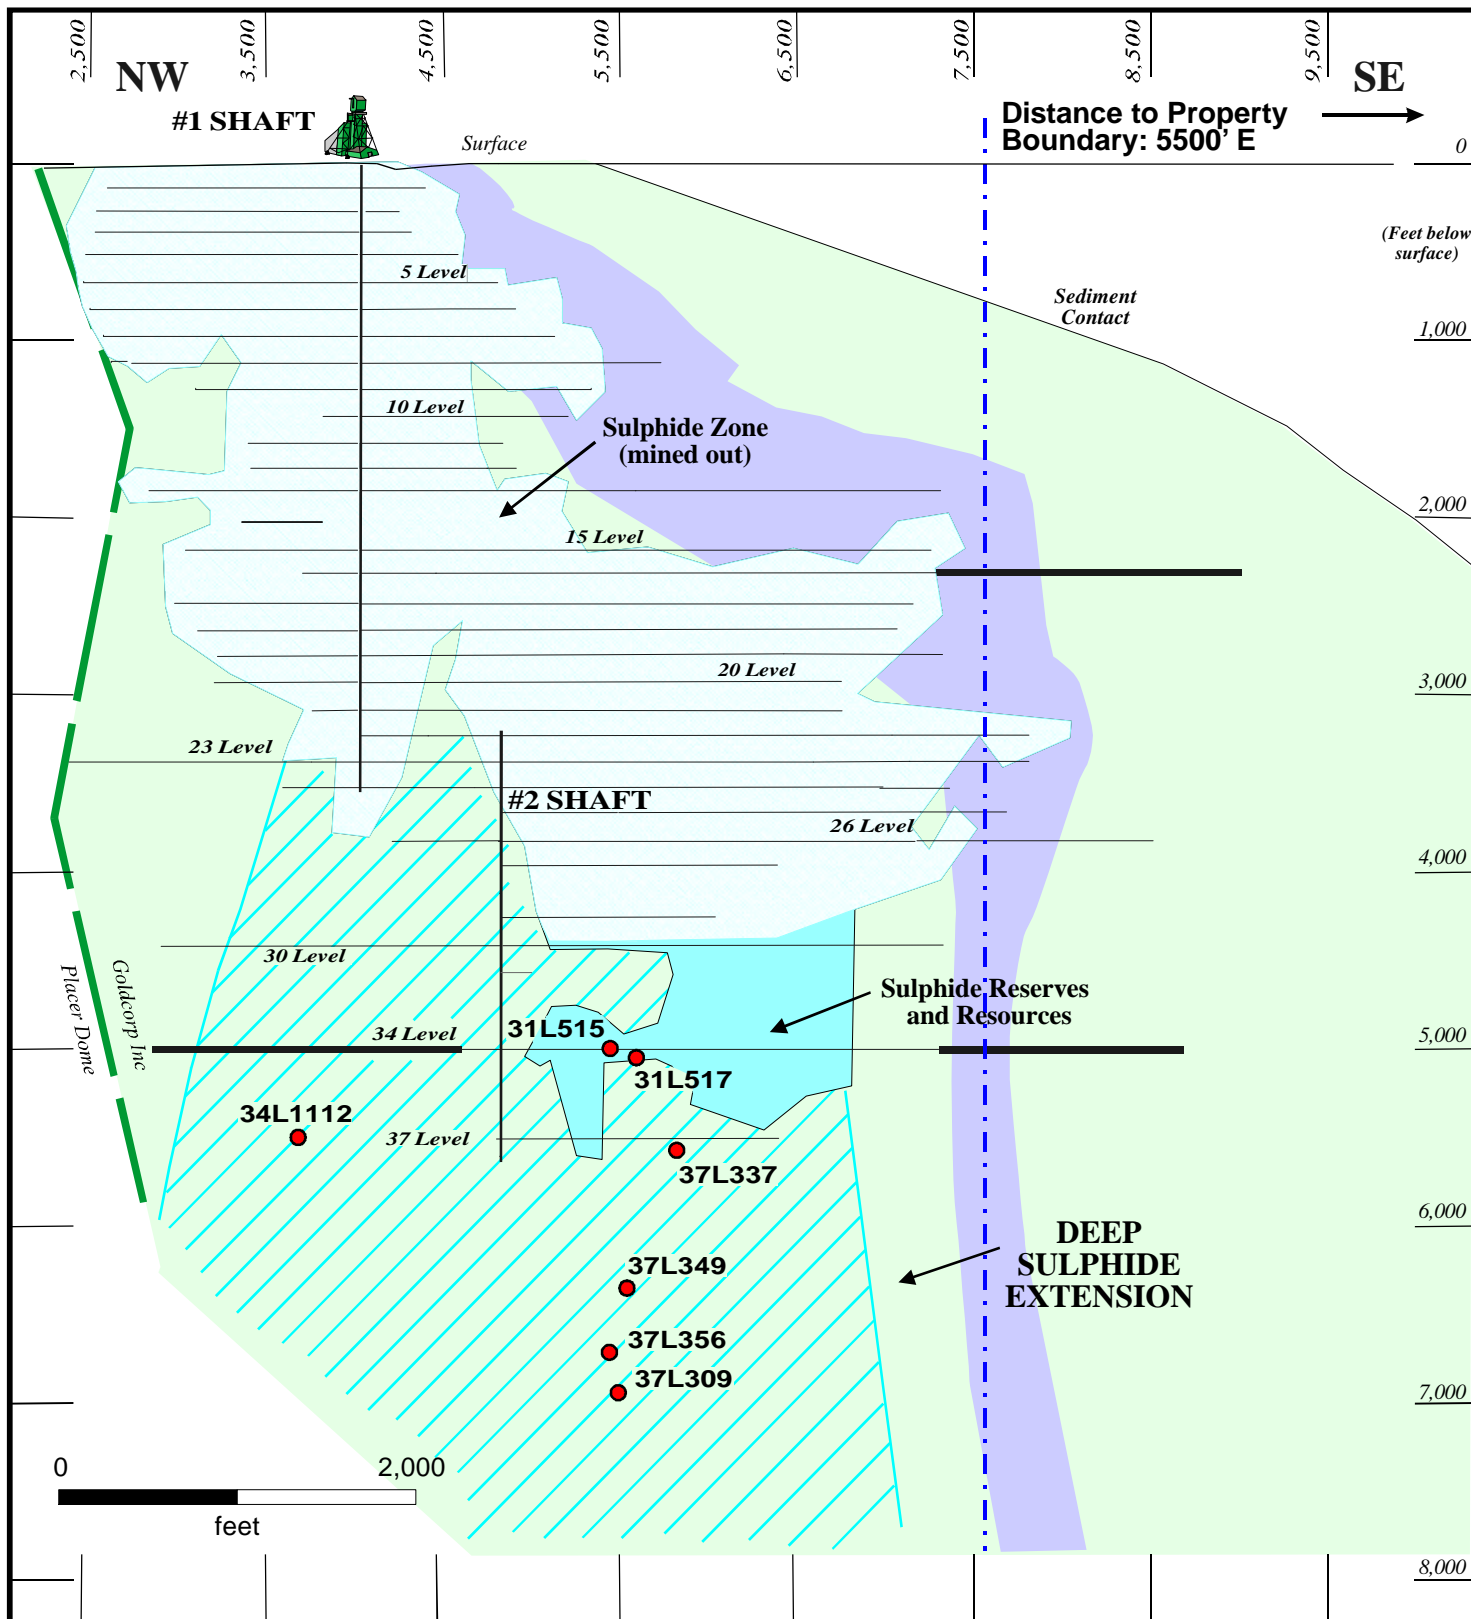 2,500
3,500
4,500
5,500
6,500
7,500
8,500
9,500
NW
SE
#1 SHAFT
Distance to Property
Boundary: 5500' E
Surface
0
(Feet below
surface)
5 Level
Sediment
Contact
1,000
10 Level
Sulphide Zone
(mined out)
2,000
15 Level
20 Level
3,000
23 Level
#2 SHAFT
26 Level
4,000
30 Level
Placer Dome
Goldcorp Inc
Sulphide Reserves
and Resources
34 Level
31L515
5,000
31L517
34L1112
37 Level
37L337
6,000
DEEP
SULPHIDE
EXTENSION
37L349
37L356
37L309
7,000
0
2,000
feet
8,000